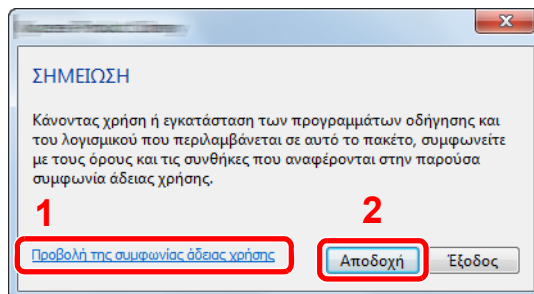 ΣΗΜΕΙΩΣΗ
Κάνοντας χρήση ή εγκατάσταση των προγραμμάτων οδήγησης και
του λογισμικού που περιλαμβάνεται σε αυτό το πακέτο, συμφωνείτε
με τους όρους και τις συνθήκες που αναφέρονται στην παρούσα
συμφωνία άδειας χρήσης.
1
2
Προβολή της συμφωνίας άδειας χρήσης
Αποδοχή
Έξοδος